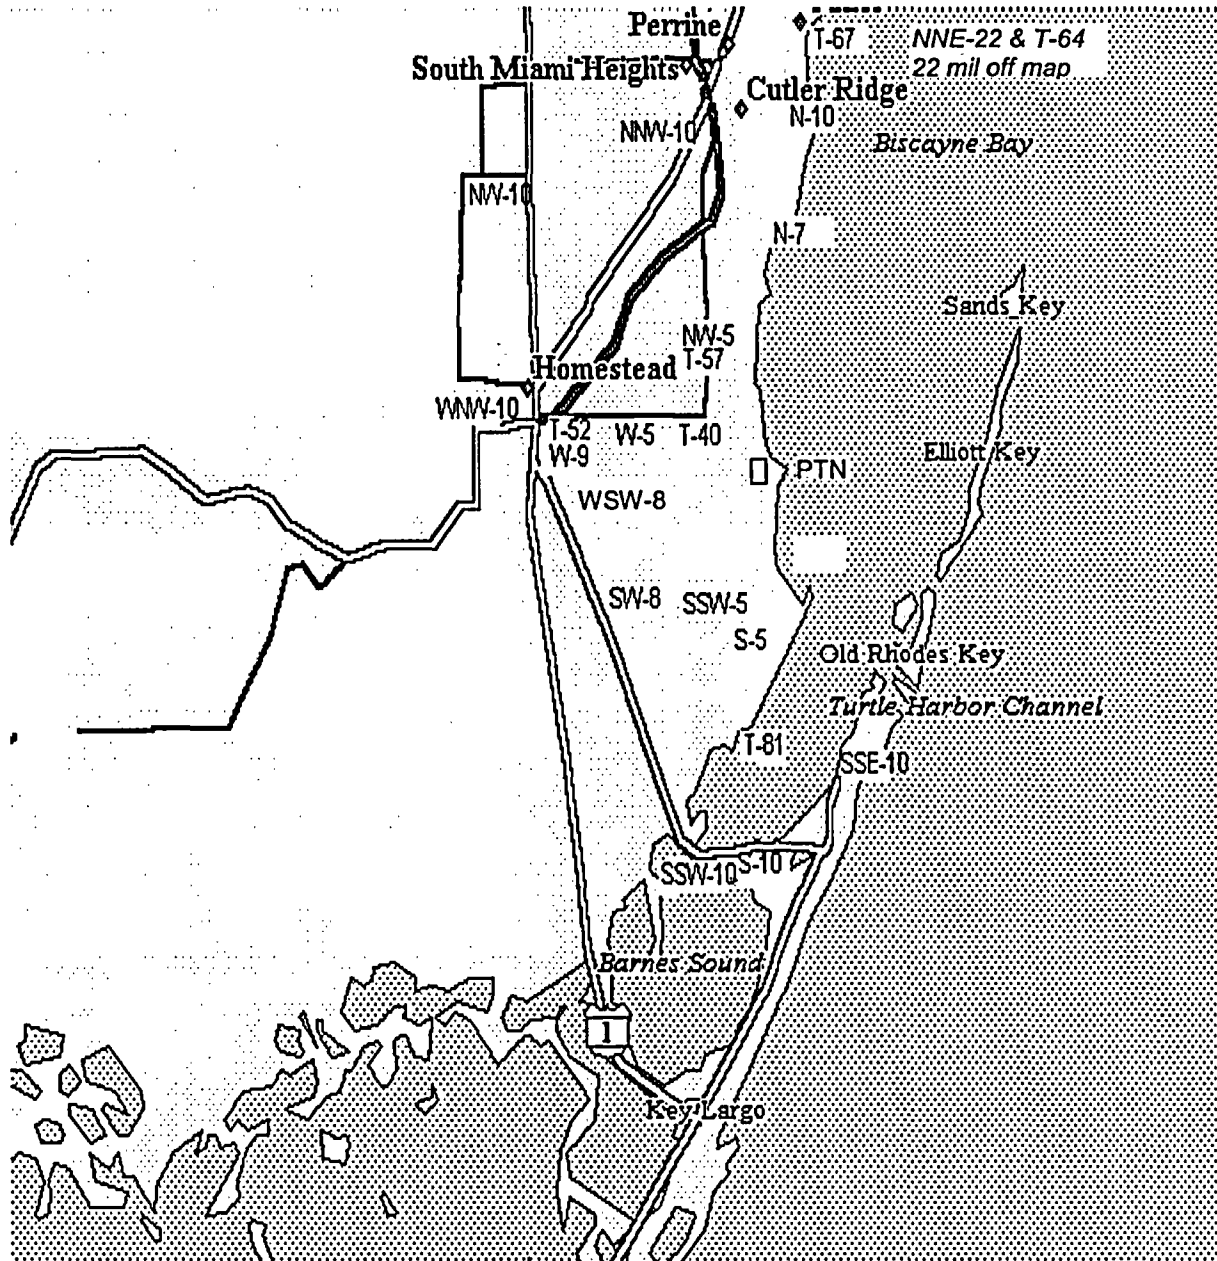 Perrine
T-67
NNE-22 & T-64
22 mil off map
South Miami Heights
Cutler Ridge
N-10
NNW-10
Biscayne Bay
NW-10
N-7
Sands Key
NW-5
T-57
Homestead
WNW-10
T-52
W-5
T-40
W-9
Elliott Key
PTN
WSW-8
SW-8
SSW-5
S-5
Old Rhodes Key
Turtle Harbor Channel
T-81
SSE-10
S-10
SSW-10
Barnes Sound
1
Key Largo